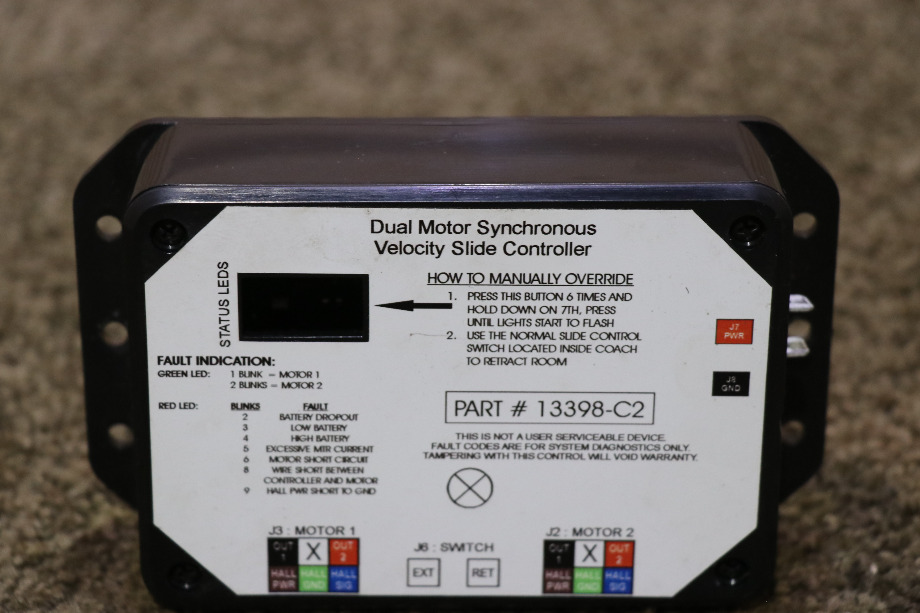 Dual Motor Synchronous
Velocity Slide Controller
STATUS LEDS
HOW TO MANUALLY OVERRIDE
1. PRESS THIS BUTTON 6 TIMES AND
HOLD DOWN ON 7TH, PRESS
UNTIL LIGHTS START TO FLASH
2. USE THE NORMAL SLIDE CONTROL
SWITCH LOCATED INSIDE COACH
TO RETRACT ROOM
J7
PWR
J8
GND
FAULT INDICATION:
GREEN LED: 1 BLINK = MOTOR 1
2 BLINKS = MOTOR 2
RED LED: BLINKS FAULT
2 BATTERY DROPOUT
3 LOW BATTERY
4 HIGH BATTERY
5 EXCESSIVE MTR CURRENT
6 MOTOR SHORT CIRCUIT
8 WIRE SHORT BETWEEN
CONTROLLER AND MOTOR
9 HALL PWR SHORT TO GND
PART # 13398-C2
THIS IS NOT A USER SERVICEABLE DEVICE.
FAULT CODES ARE FOR SYSTEM DIAGNOSTICS ONLY.
TAMPERING WITH THIS CONTROL WILL VOID WARRANTY.
J3 : MOTOR 1
OUT 1 X OUT 2
HALL PWR HALL GND HALL SIG
J6 : SWITCH
EXT RET
J2 : MOTOR 2
OUT 1 X OUT 2
HALL PWR HALL GND HALL SIG